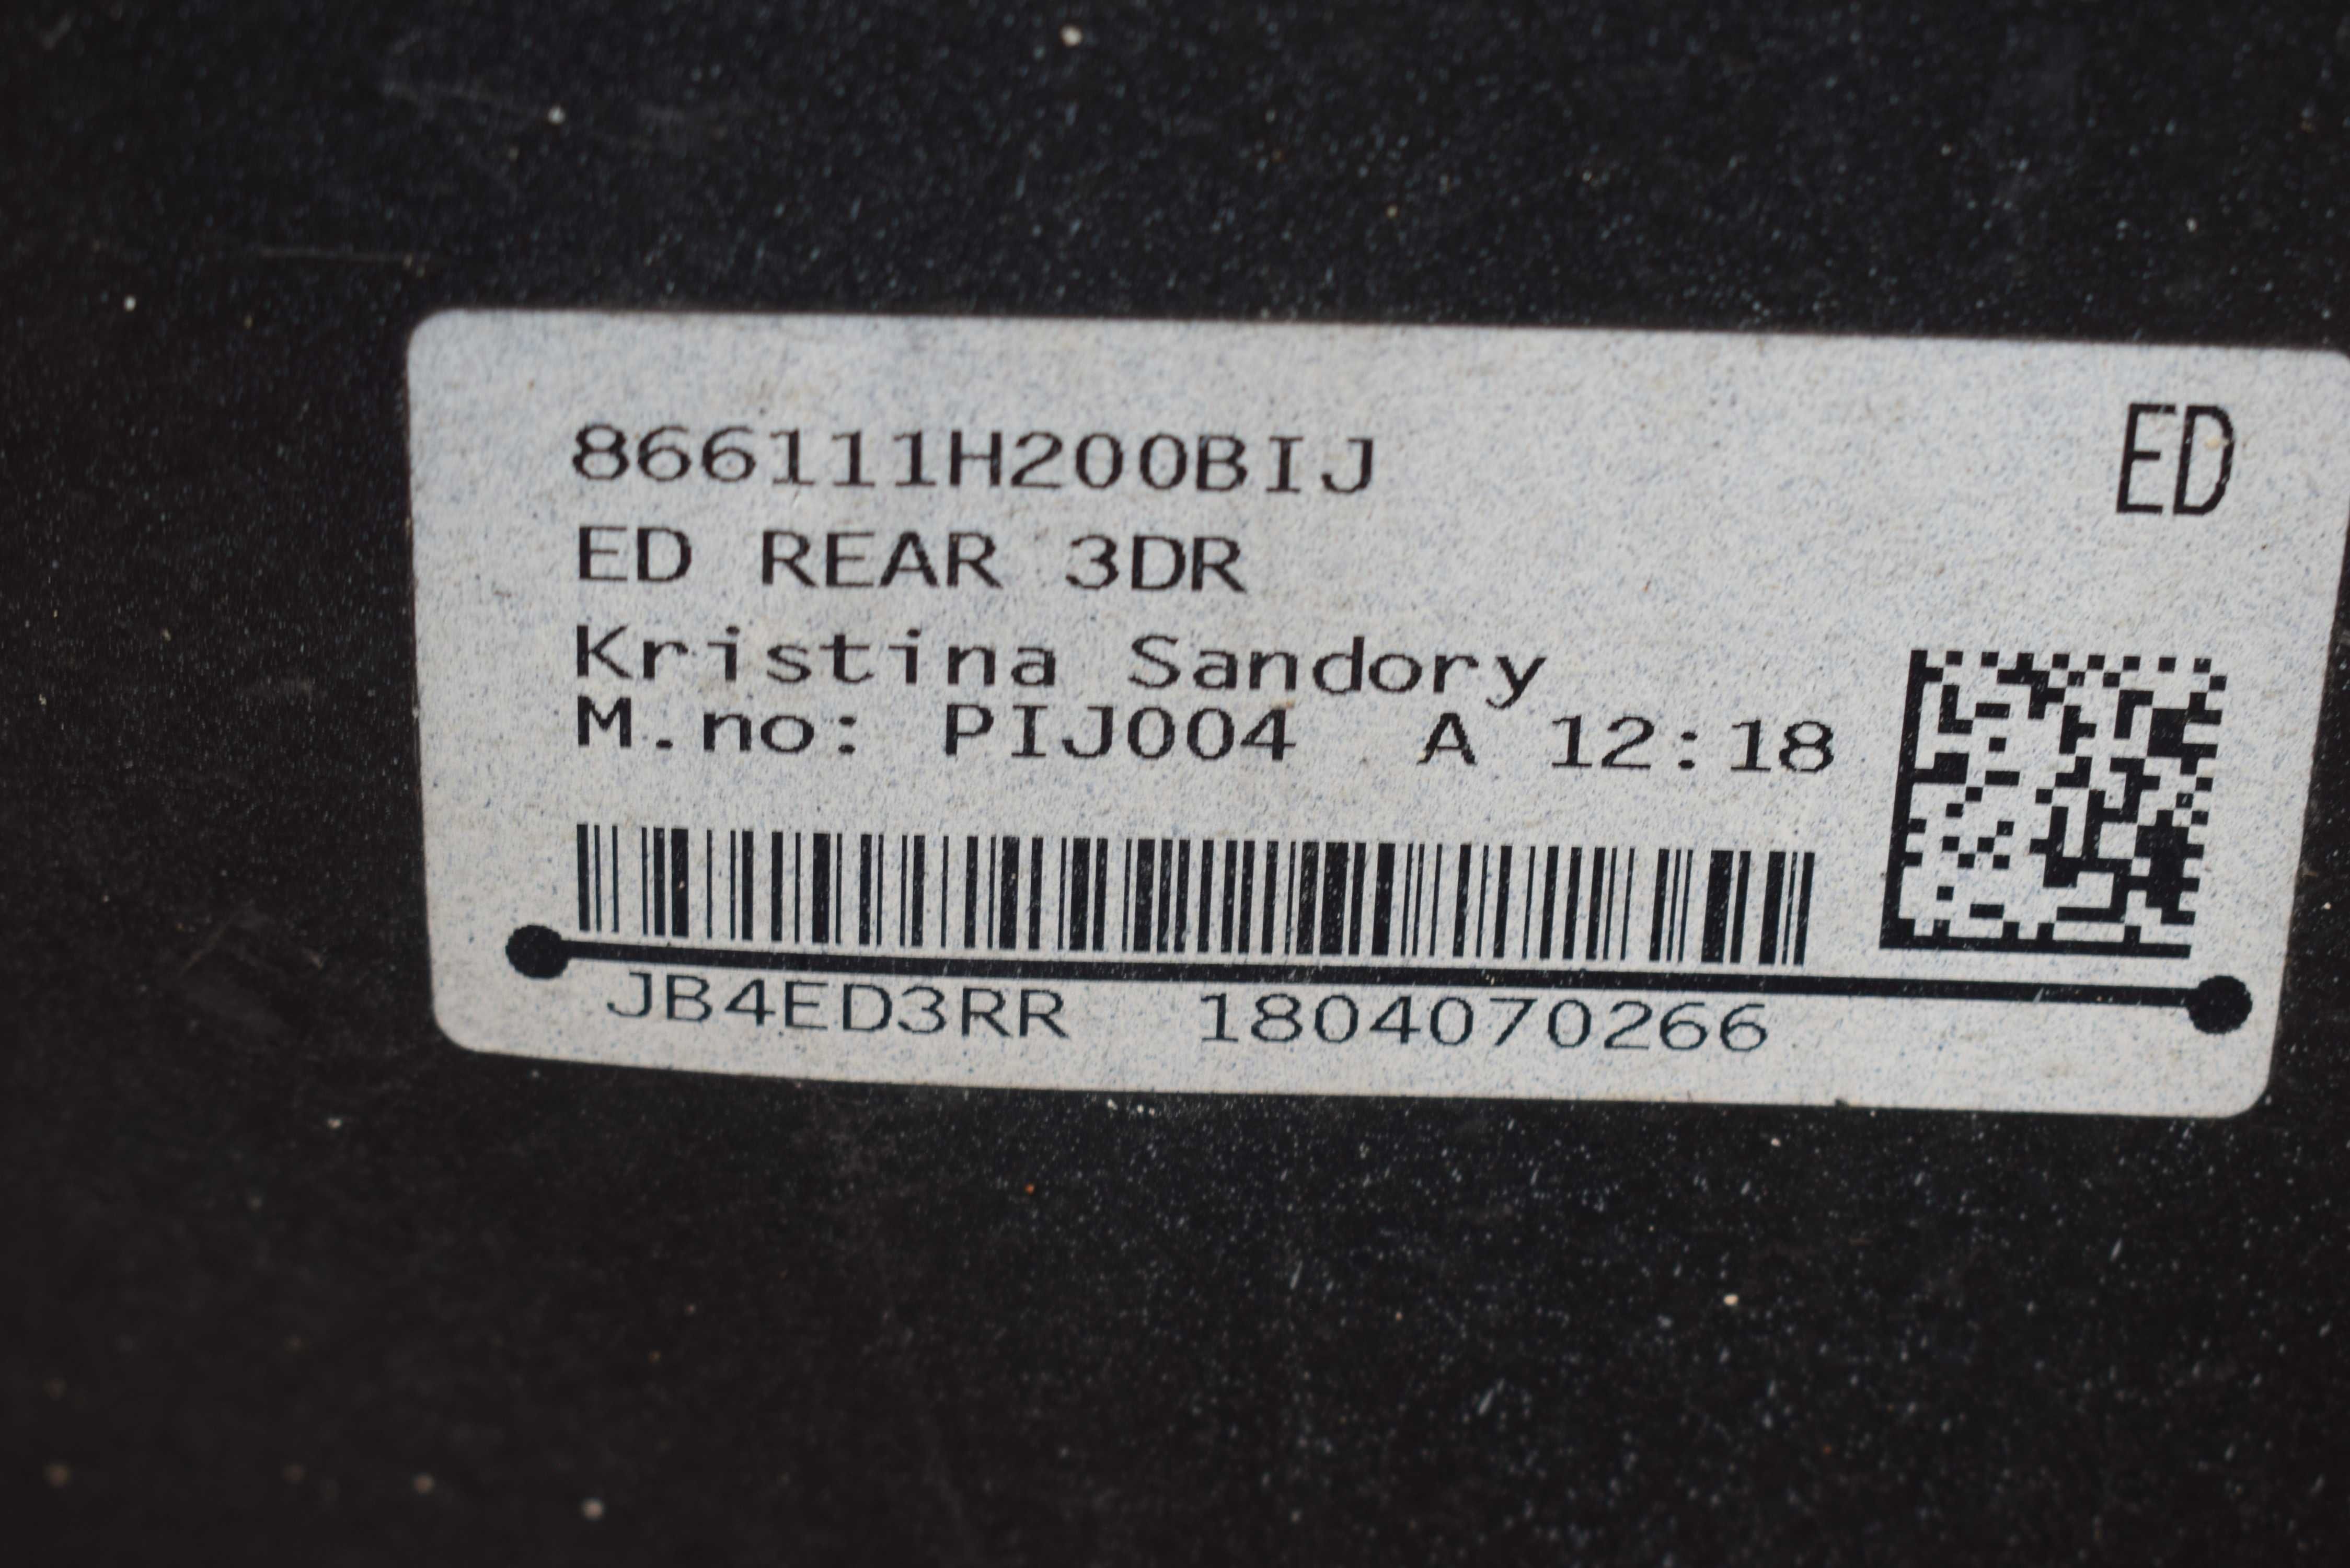 866111H200BIJ
ED
ED REAR 3DR
Kristina Sandory
M.no: PIJ004 A 12:18
JB4ED3RR 1804070266